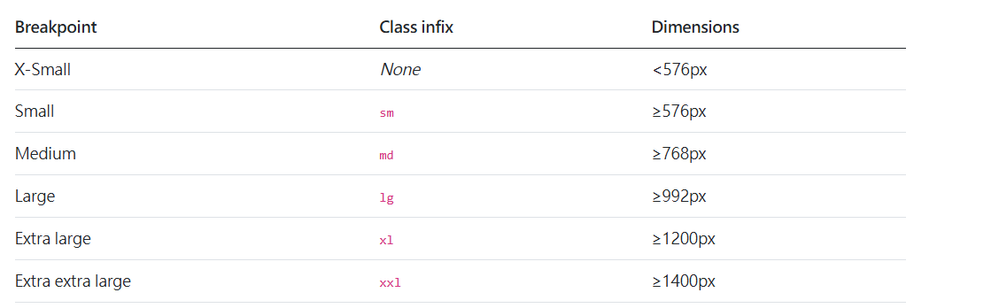 Breakpoint Class infix Dimensions
X-Small None <576px
Small sm ≥576px
Medium md ≥768px
Large lg ≥992px
Extra large xl ≥1200px
Extra extra large xxl ≥1400px